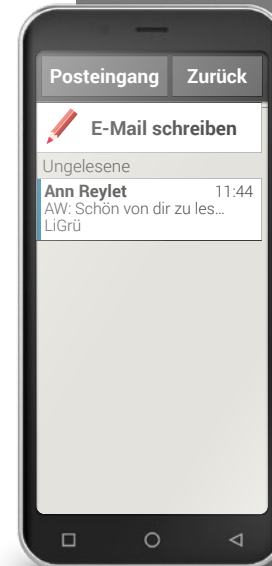 Posteingang Zurück
E-Mail schreiben
Ungelesene
Ann Reylet 11:44
AW: Schön von dir zu les...
LiGrü